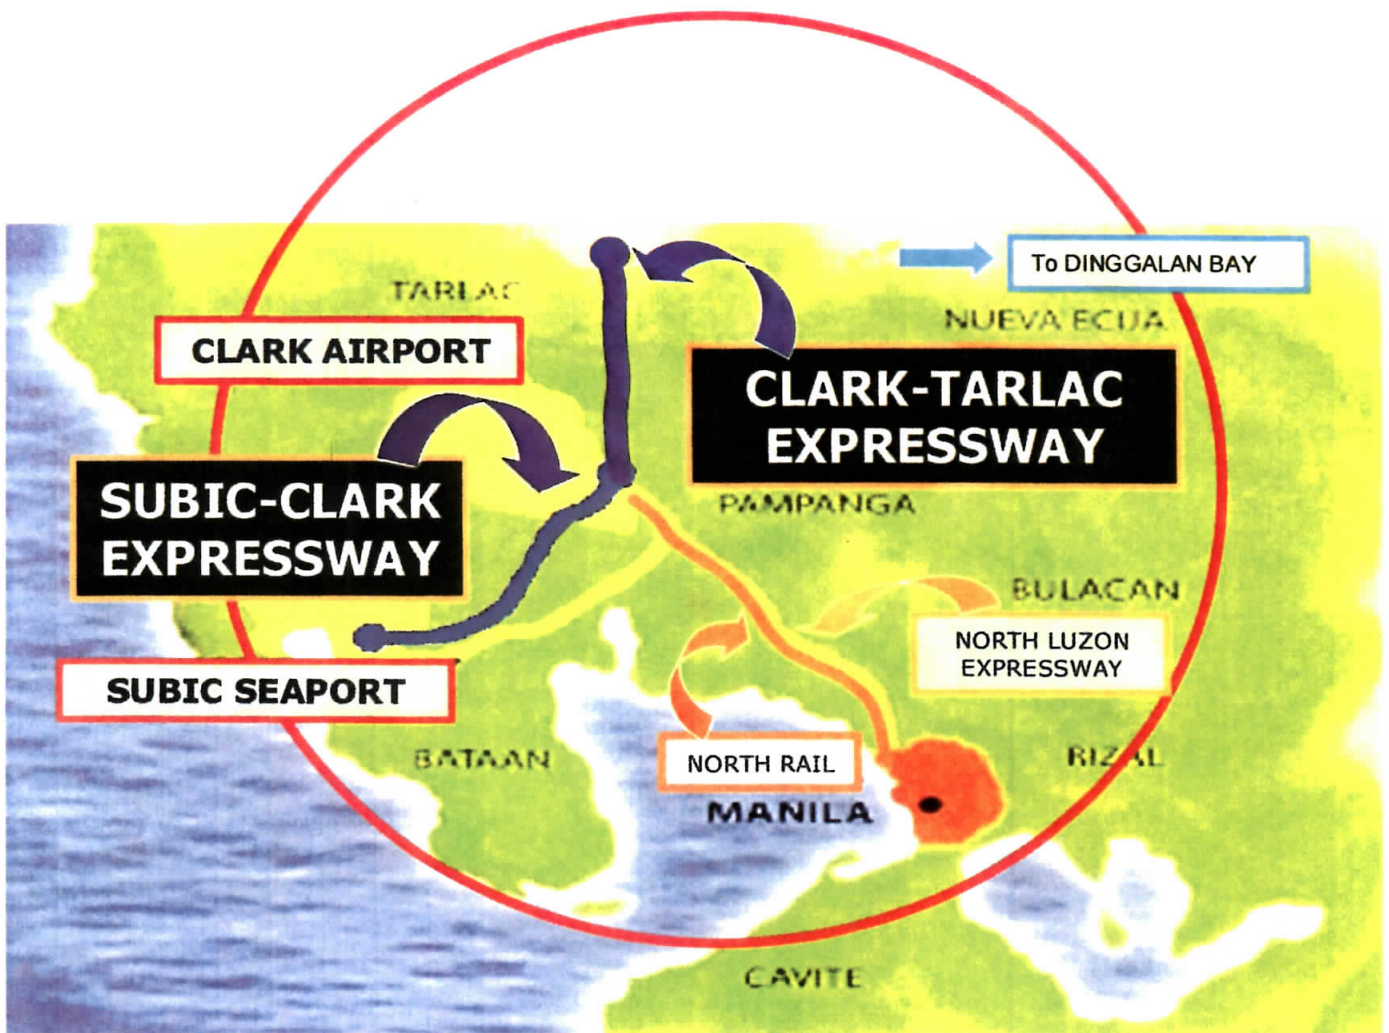 To DINGGALAN BAY
TARLAC
NUEVA ECIJA
CLARK AIRPORT
CLARK-TARLAC
EXPRESSWAY
SUBIC-CLARK
EXPRESSWAY
PAMPANGA
BULACAN
NORTH LUZON
EXPRESSWAY
SUBIC SEAPORT
BATAAN
RIZAL
NORTH RAIL
MANILA
CAVITE